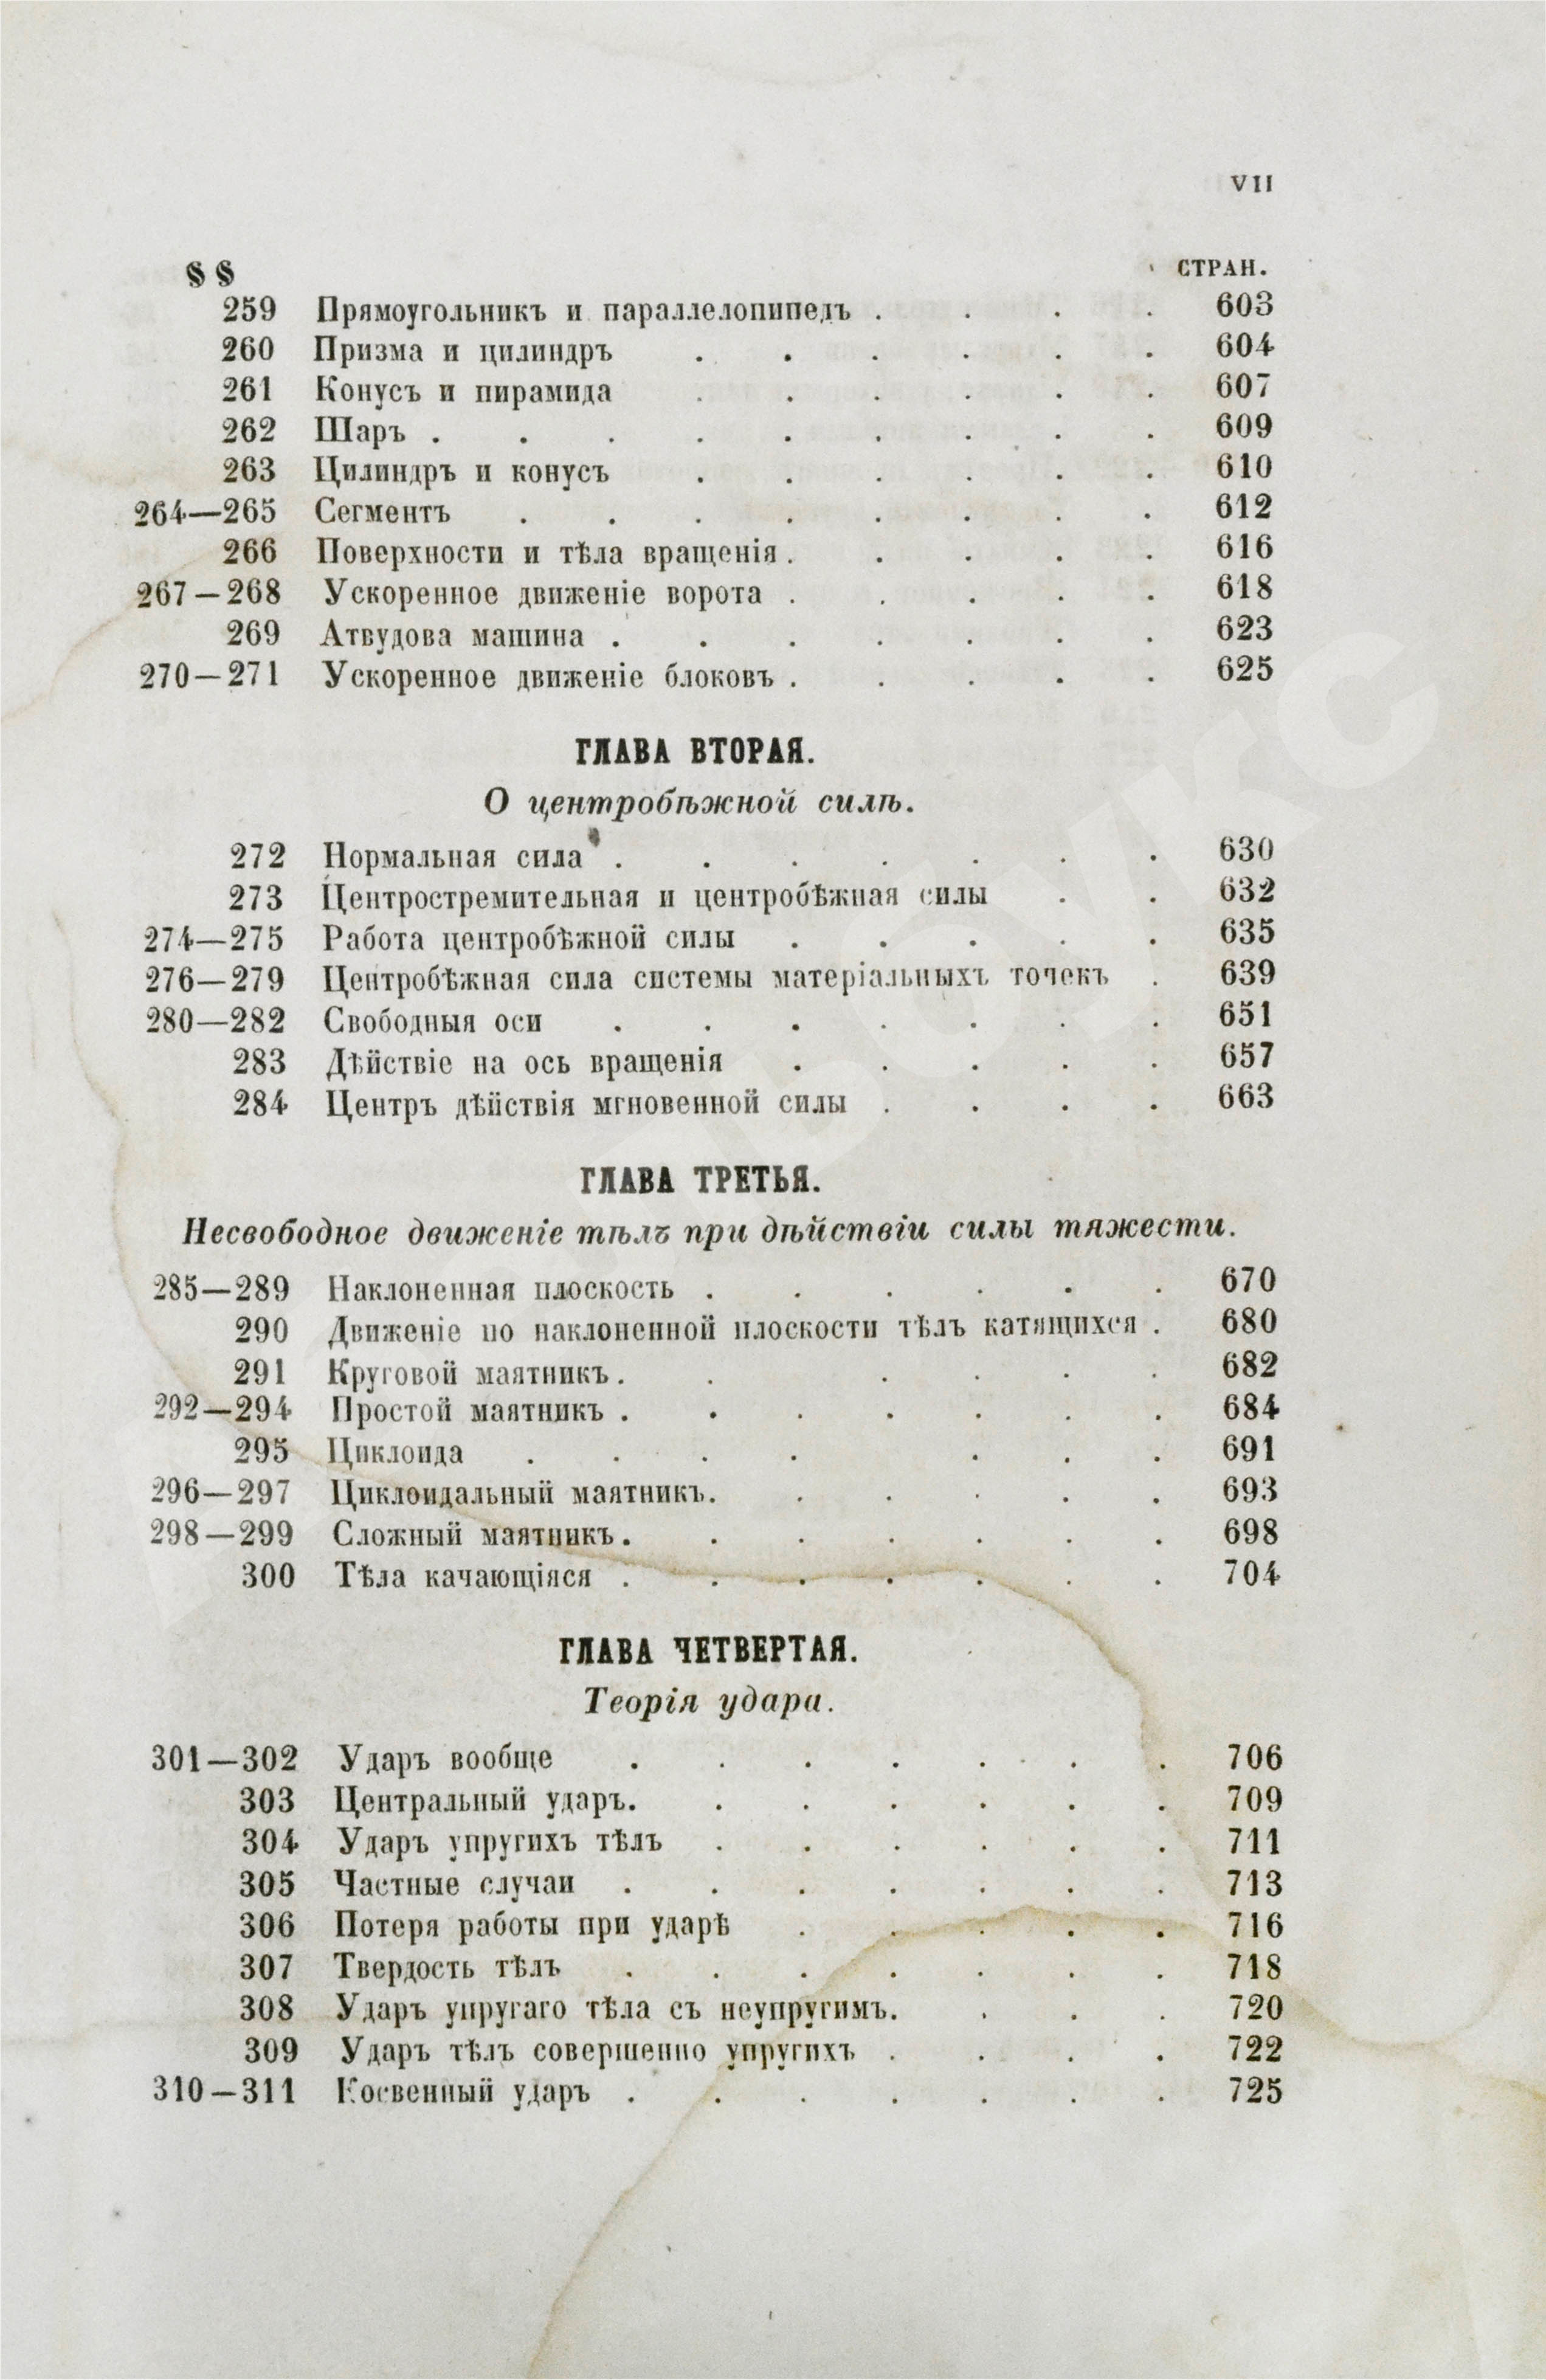 VII
§§ СТРАН.
259 Прямоугольникъ и параллелопипедъ . . . . 603
260 Призма и цилиндръ . . . . . . 604
261 Конусъ и пирамида . . . . . . 607
262 Шаръ . . . . . . . . . 609
263 Цилиндръ и конусъ . . . . . . 610
264—265 Сегментъ . . . . . . . . 612
266 Поверхности и тѣла вращенія . . . . . 616
267—268 Ускоренное движеніе ворота . . . . . 618
269 Атвудова машина . . . . . . . 623
270—271 Ускоренное движеніе блоковъ . . . . . 625
ГЛАВА ВТОРАЯ.
О центробѣжной силѣ.
272 Нормальная сила . . . . . . . 630
273 Центростремительная и центробѣжная силы . . 632
274—275 Работа центробѣжной силы . . . . . 635
276—279 Центробѣжная сила системы матеріальныхъ точекъ . 639
280—282 Свободныя оси . . . . . . . 651
283 Дѣйствіе на ось вращенія . . . . . 657
284 Центръ дѣйствія мгновенной силы . . . . 663
ГЛАВА ТРЕТЬЯ.
Несвободное движеніе тѣлъ при дѣйствіи силы тяжести.
285—289 Наклоненная плоскость . . . . . . 670
290 Движеніе по наклоненной плоскости тѣлъ катящихся . 680
291 Круговой маятникъ . . . . . . 682
292—294 Простой маятникъ . . . . . . . 684
295 Циклоида . . . . . . . 691
296—297 Циклоидальный маятникъ. . . . . . 693
298—299 Сложный маятникъ. . . . . . . 698
300 Тѣла качающіяся . . . . . . . 704
ГЛАВА ЧЕТВЕРТАЯ.
Теорія удара.
301—302 Ударъ вообще . . . . . . . 706
303 Центральный ударъ. . . . . . . 709
304 Ударъ упругихъ тѣлъ . . . . . . 711
305 Частные случаи . . . . . . . 713
306 Потеря работы при ударѣ . . . . . 716
307 Твердость тѣлъ . . . . . . . 718
308 Ударъ упругаго тѣла съ неупругимъ. . . . 720
309 Ударъ тѣлъ совершенно упругихъ . . . . 722
310—311 Косвенный ударъ . . . . . . . 725